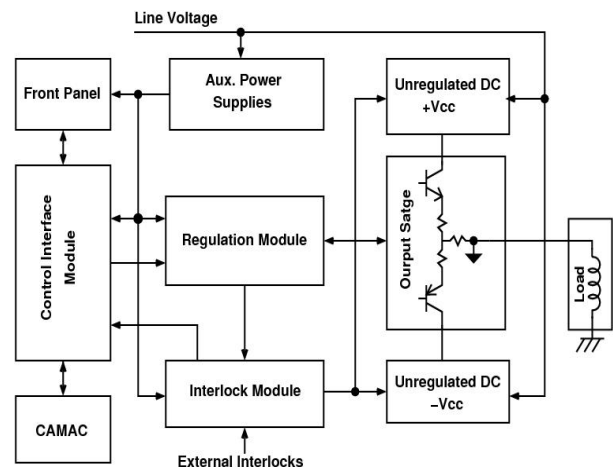 Line Voltage
Front Panel
Aux. Power
Supplies
Unregulated DC
+Vcc
Control Interface
Module
Regulation Module
Ourput Satge
Load
Interlock Module
Unregulated DC
−Vcc
CAMAC
External Interlocks